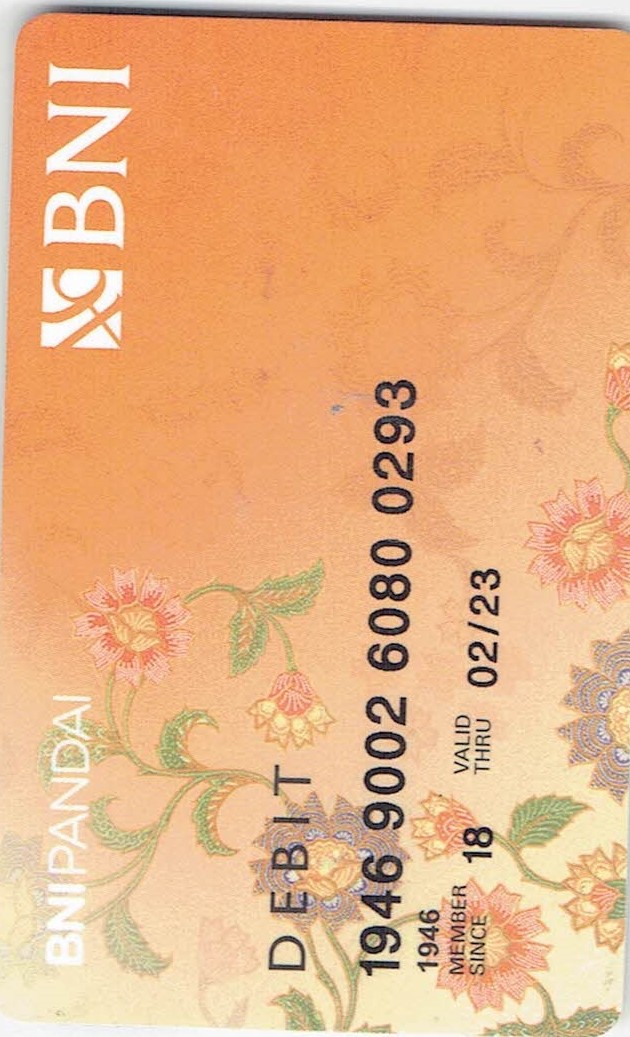 BNI PANDAI
BNI
DEBIT
1946 9002 6080 0293
1946
MEMBER SINCE 18 VALID THRU 02/23